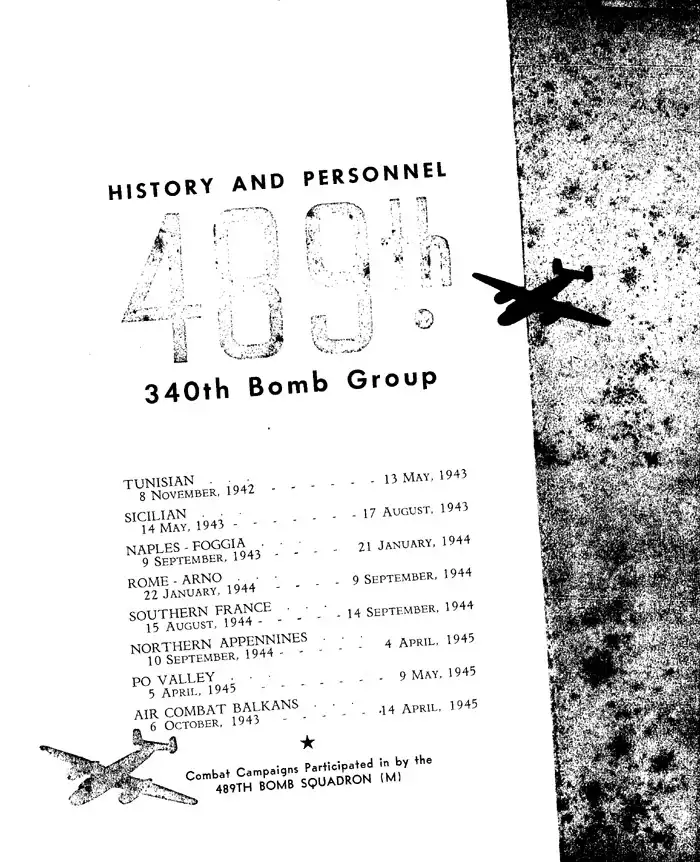 HISTORY AND PERSONNEL
489th
340th Bomb Group
TUNISIAN
8 NOVEMBER, 1942 - - - - - - 13 MAY, 1943
SICILIAN
14 MAY, 1943 - - - - - - - - 17 AUGUST, 1943
NAPLES - FOGGIA
9 SEPTEMBER, 1943 - - - - 21 JANUARY, 1944
ROME - ARNO
22 JANUARY, 1944 - - - - 9 SEPTEMBER, 1944
SOUTHERN FRANCE
15 AUGUST, 1944 - - - - - 14 SEPTEMBER, 1944
NORTHERN APPENNINES
10 SEPTEMBER, 1944 - - - - - 4 APRIL, 1945
PO VALLEY
5 APRIL, 1945 - - - - - - - 9 MAY, 1945
AIR COMBAT BALKANS
6 OCTOBER, 1943 - - - - - 14 APRIL, 1945
Combat Campaigns Participated in by the
489TH BOMB SQUADRON (M)